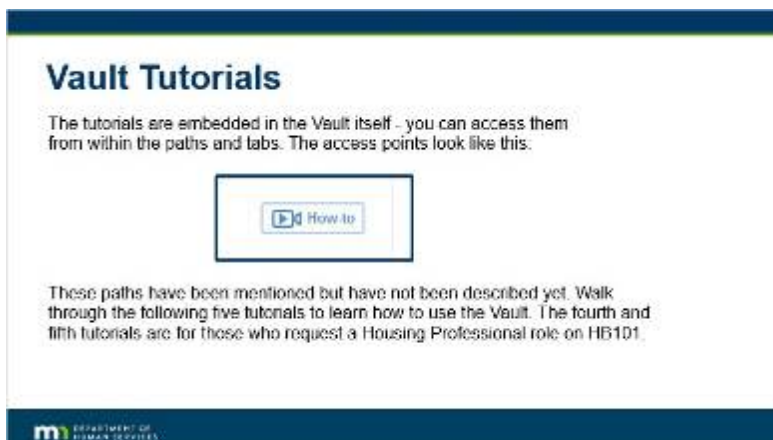 Vault Tutorials
The tutorials are embedded in the Vault itself - you can access them
from within the paths and tabs. The access points look like this:
How to
These paths have been mentioned but have not been described yet. Walk
through the following five tutorials to learn how to use the Vault. The fourth and
fifth tutorials are for those who request a Housing Professional role on HB101.
DEPARTMENT OF
HUMAN SERVICES